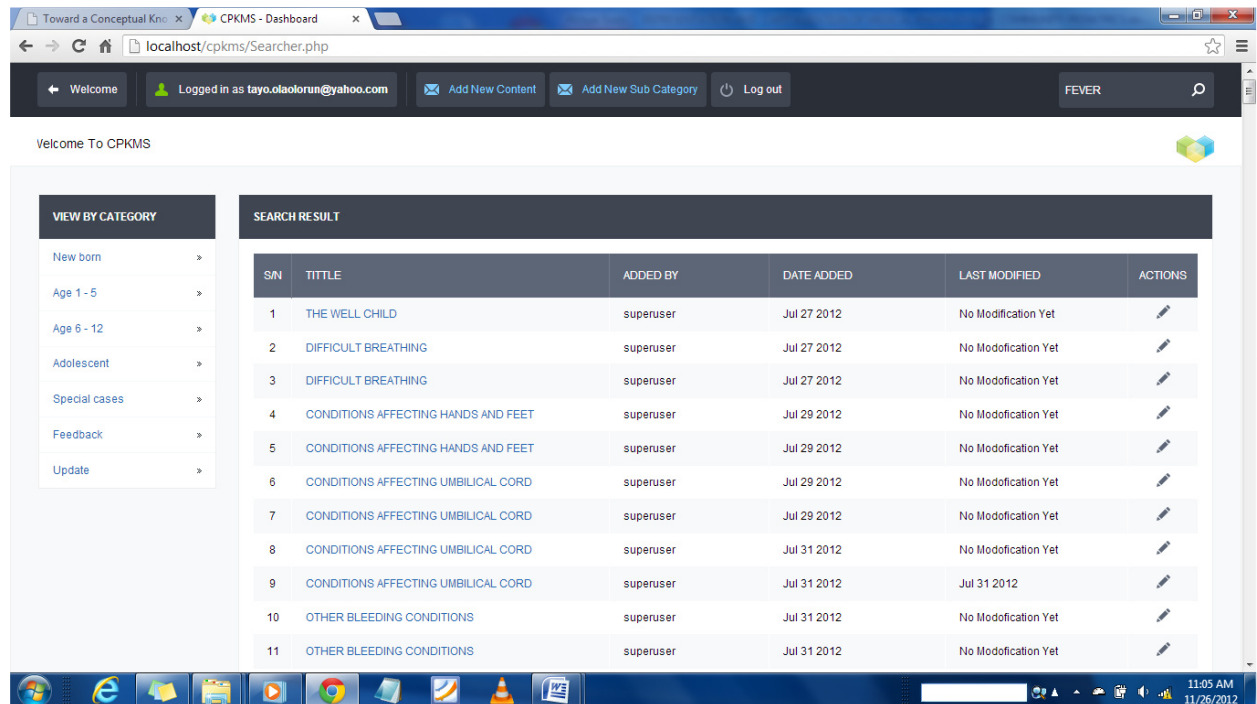 Toward a Conceptual Kno × CPKMS - Dashboard ×
localhost/cpkms/Searcher.php
Welcome Logged in as tayo.olaolorun@yahoo.com Add New Content Add New Sub Category Log out FEVER
Welcome To CPKMS
VIEW BY CATEGORY
New born »
Age 1 - 5 »
Age 6 - 12 »
Adolescent »
Special cases »
Feedback »
Update »
SEARCH RESULT
S/N TITTLE ADDED BY DATE ADDED LAST MODIFIED ACTIONS
1 THE WELL CHILD superuser Jul 27 2012 No Modification Yet
2 DIFFICULT BREATHING superuser Jul 27 2012 No Modofication Yet
3 DIFFICULT BREATHING superuser Jul 27 2012 No Modofication Yet
4 CONDITIONS AFFECTING HANDS AND FEET superuser Jul 29 2012 No Modofication Yet
5 CONDITIONS AFFECTING HANDS AND FEET superuser Jul 29 2012 No Modofication Yet
6 CONDITIONS AFFECTING UMBILICAL CORD superuser Jul 29 2012 No Modofication Yet
7 CONDITIONS AFFECTING UMBILICAL CORD superuser Jul 29 2012 No Modofication Yet
8 CONDITIONS AFFECTING UMBILICAL CORD superuser Jul 31 2012 No Modofication Yet
9 CONDITIONS AFFECTING UMBILICAL CORD superuser Jul 31 2012 Jul 31 2012
10 OTHER BLEEDING CONDITIONS superuser Jul 31 2012 No Modofication Yet
11 OTHER BLEEDING CONDITIONS superuser Jul 31 2012 No Modofication Yet
11:05 AM
11/26/2012